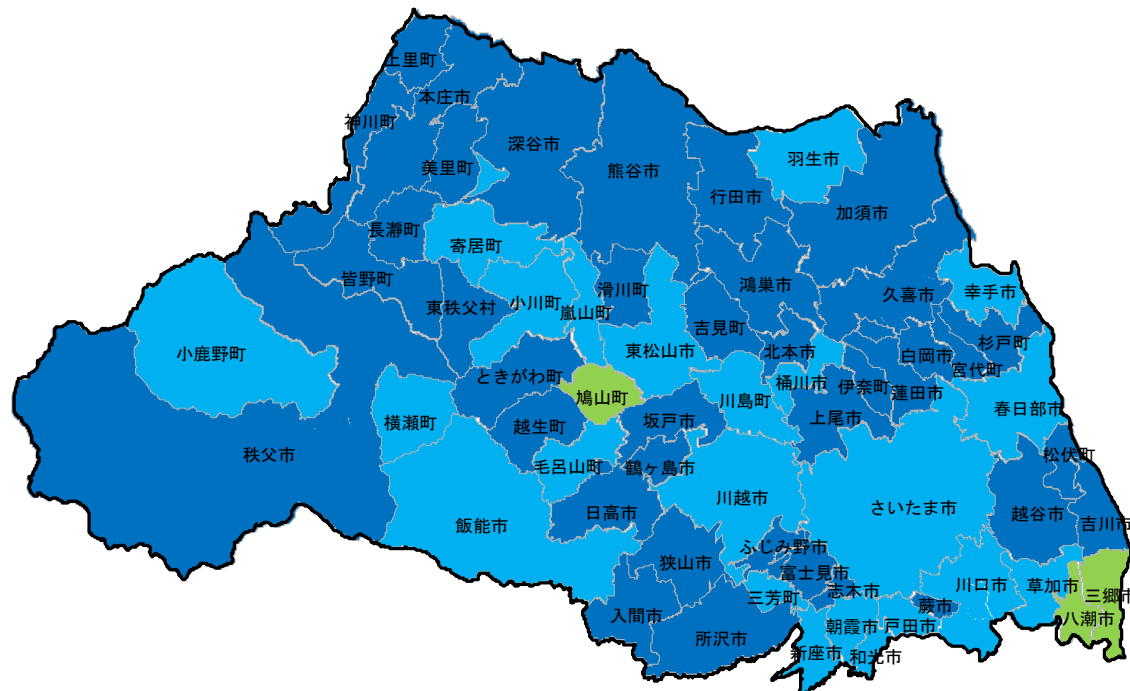 上里町
本庄市
神川町
深谷市
美里町
熊谷市
羽生市
行田市
加須市
長瀞町
寄居町
皆野町
東秩父村
小川町
嵐山町
滑川町
鴻巣市
久喜市
幸手市
吉見町
小鹿野町
東松山市
北本市
白岡市
杉戸町
宮代町
ときがわ町
鳩山町
川島町
桶川市
伊奈町
蓮田市
春日部市
横瀬町
越生町
坂戸市
上尾市
秩父市
毛呂山町
鶴ヶ島市
松伏町
川越市
さいたま市
飯能市
日高市
越谷市
吉川市
ふじみ野市
狭山市
富士見市
志木市
川口市
草加市
三郷市
三芳町
蕨市
入間市
所沢市
朝霞市
戸田市
八潮市
新座市
和光市